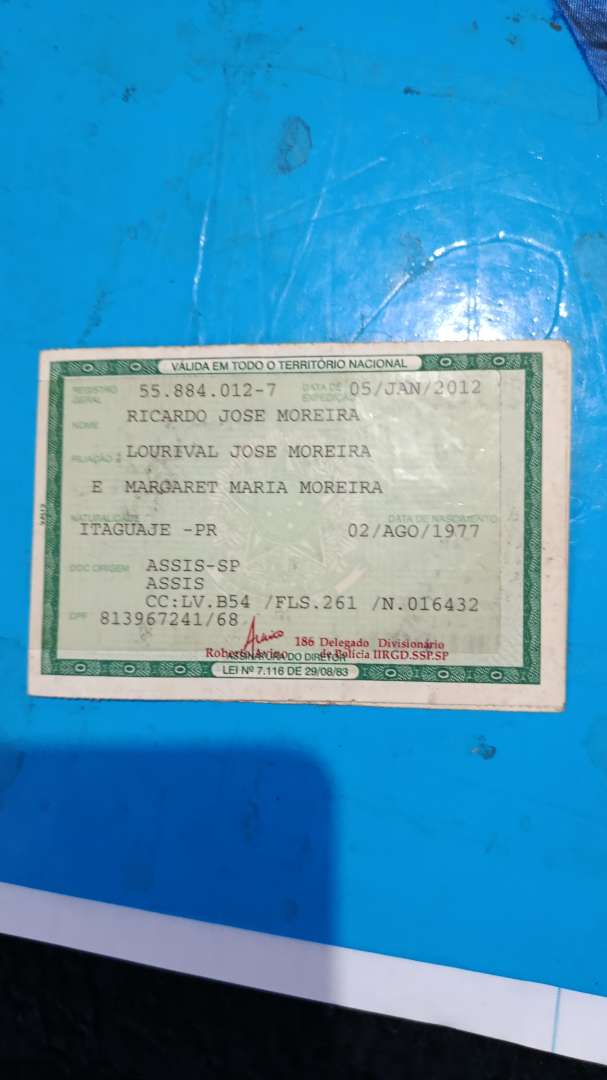 VÁLIDA EM TODO O TERRITÓRIO NACIONAL
REGISTRO GERAL 55.884.012-7 DATA DE EXPEDIÇÃO 05/JAN/2012
NOME RICARDO JOSE MOREIRA
FILIAÇÃO LOURIVAL JOSE MOREIRA
E MARGARET MARIA MOREIRA
NATURALIDADE DATA DE NASCIMENTO
ITAGUAJE -PR 02/AGO/1977
DOC ORIGEM ASSIS-SP
ASSIS
CC:LV.B54 /FLS.261 /N.016432
CPF 813967241/68
186 Delegado Divisionário
Roberto Avino de Polícia IIRGD.SSP.SP
ASSINATURA DO DIRETOR
LEI Nº 7.116 DE 29/08/83